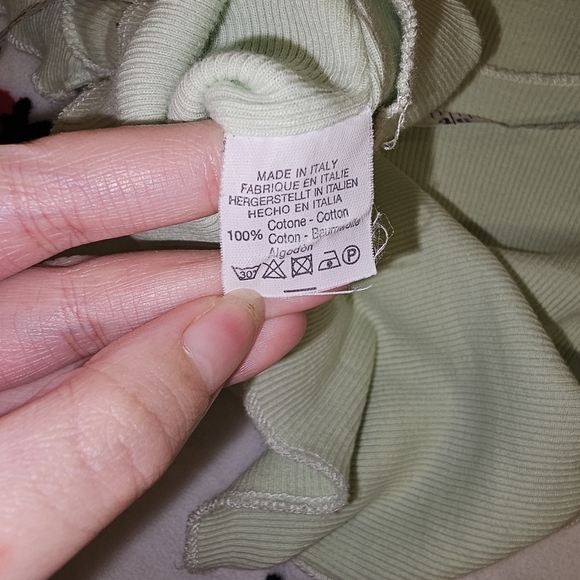 MADE IN ITALY
FABRIQUE EN ITALIE
HERGERSTELLT IN ITALIEN
HECHO EN ITALIA
Cotone - Cotton
100% Coton - Baumwolle
Algodón
30° P